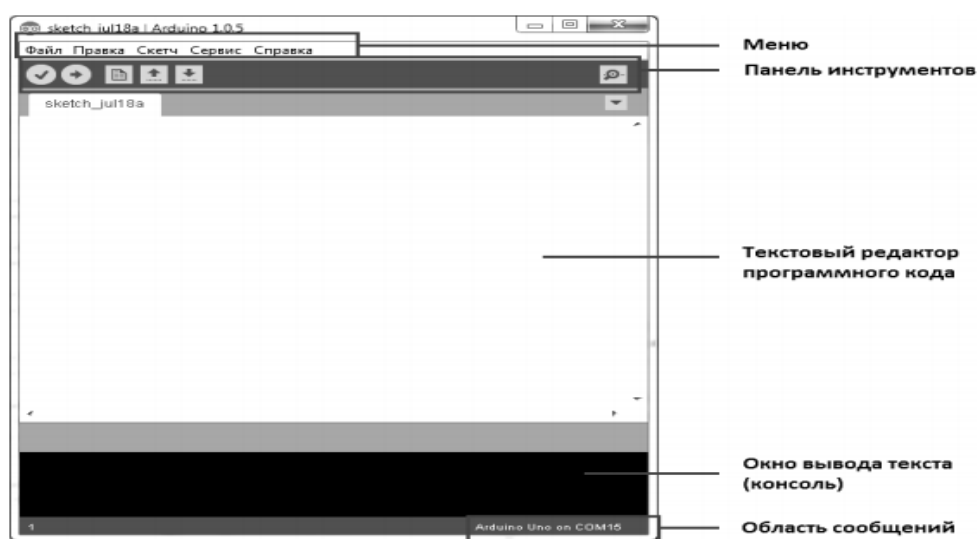 sketch_jul18a | Arduino 1.0.5
Файл Правка Скетч Сервис Справка
Меню
Панель инструментов
sketch_jul18a
Текстовый редактор
программного кода
Окно вывода текста
(консоль)
1
Arduino Uno on COM15
Область сообщений